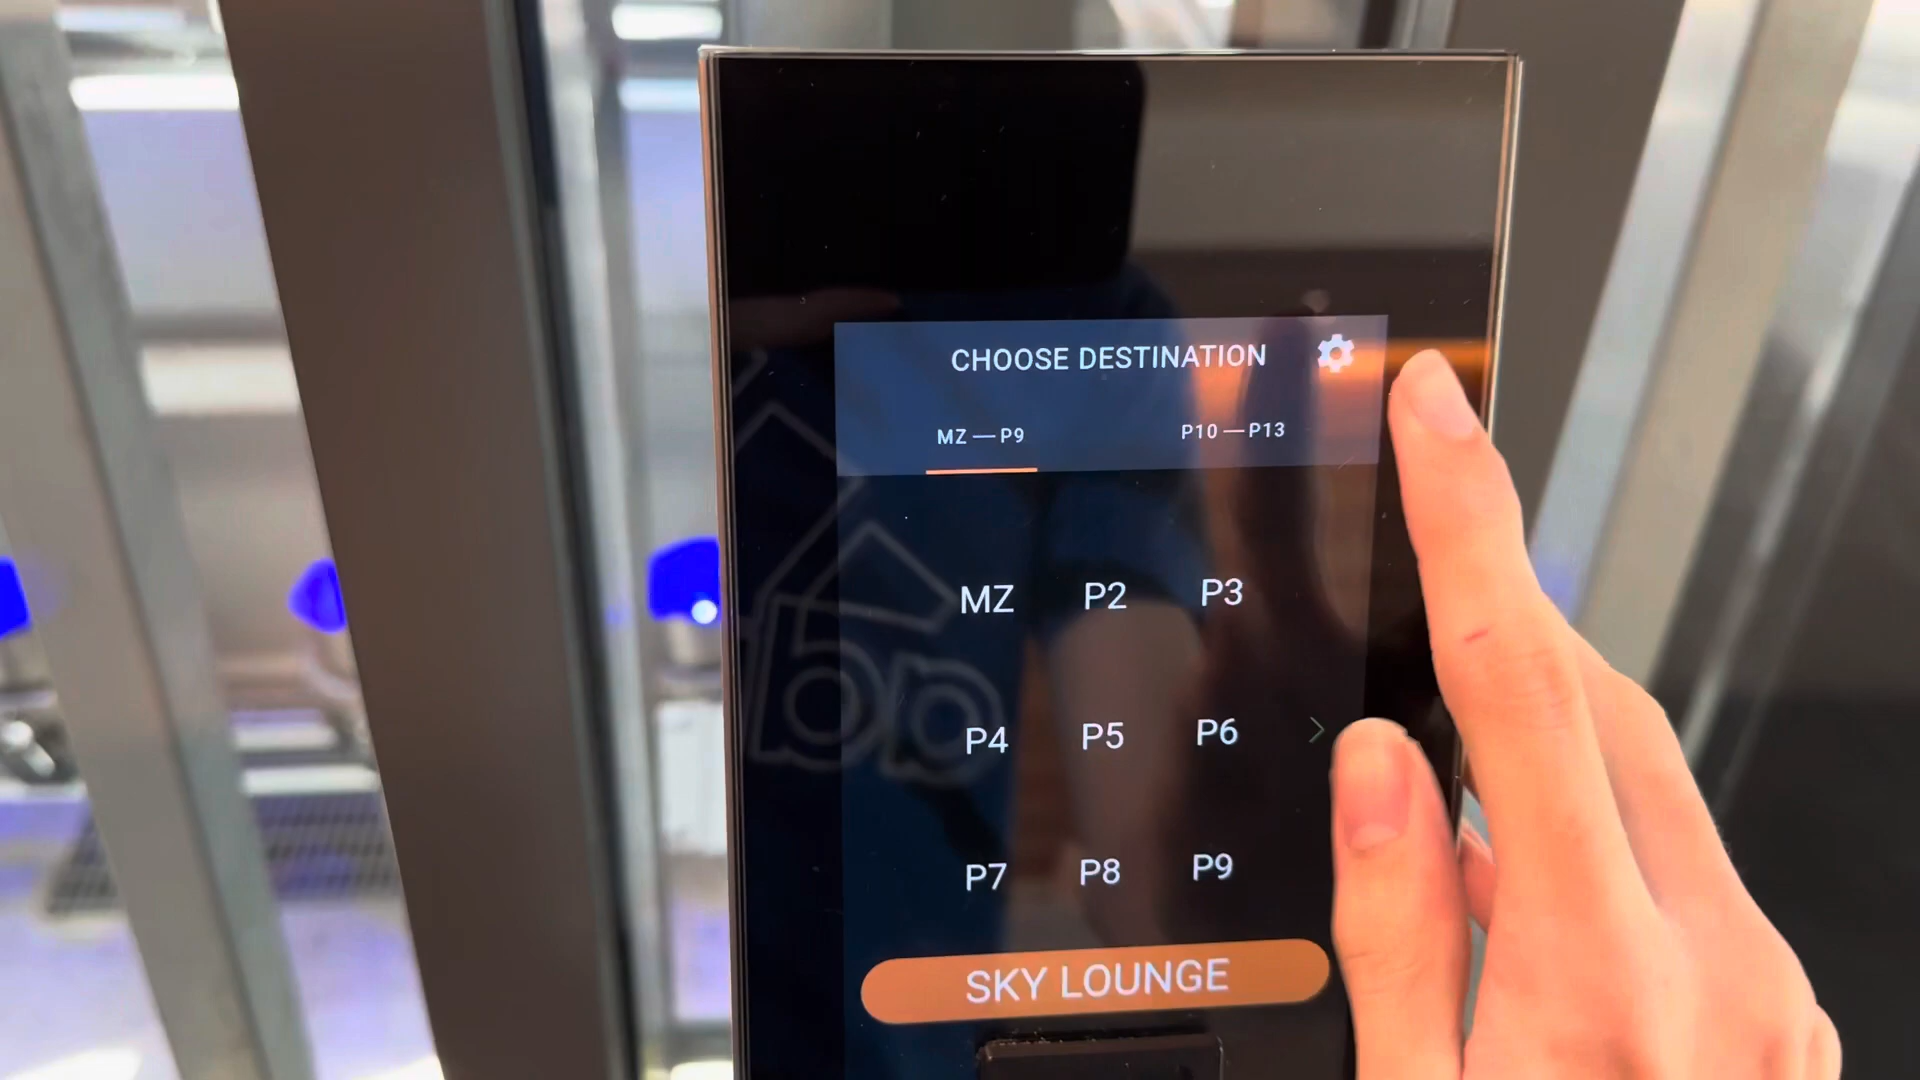 CHOOSE DESTINATION
MZ — P9 P10 — P13
MZ P2 P3
P4 P5 P6 >
P7 P8 P9
SKY LOUNGE